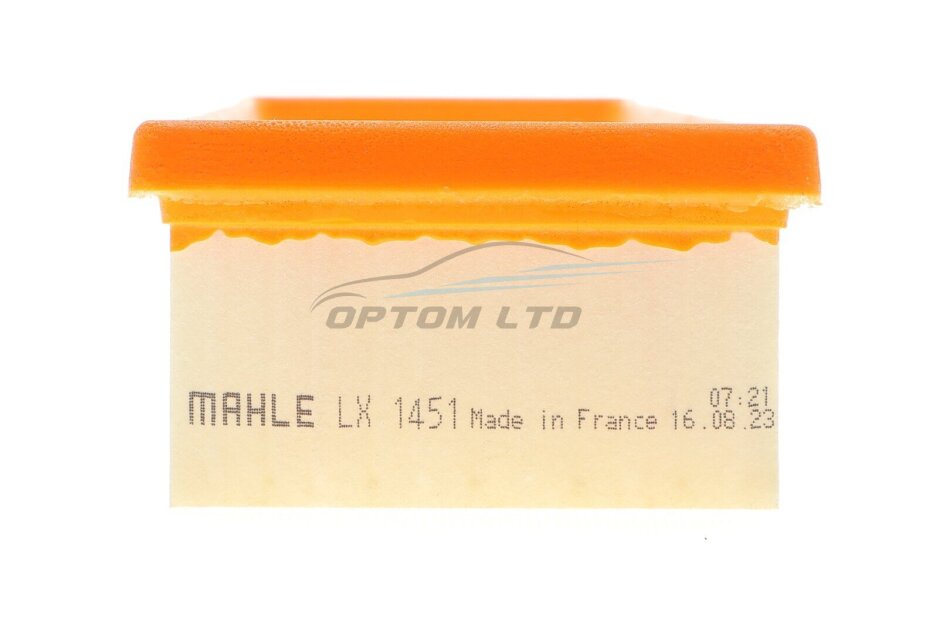 OPTOM LTD
MAHLE LX 1451 Made in France 16.08.23
07:21